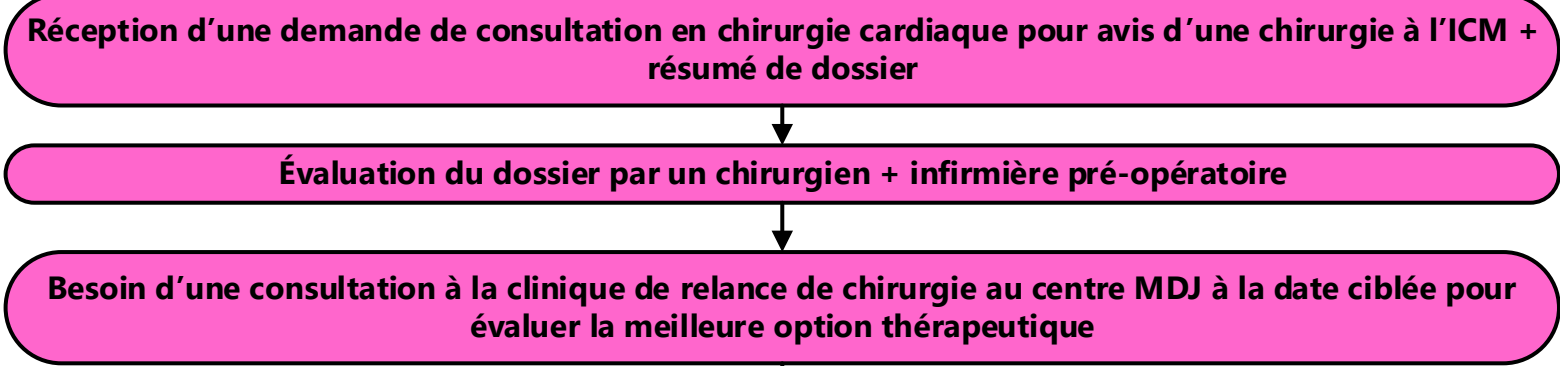 Réception d’une demande de consultation en chirurgie cardiaque pour avis d’une chirurgie à l’ICM +
résumé de dossier
Évaluation du dossier par un chirurgien + infirmière pré-opératoire
Besoin d’une consultation à la clinique de relance de chirurgie au centre MDJ à la date ciblée pour
évaluer la meilleure option thérapeutique